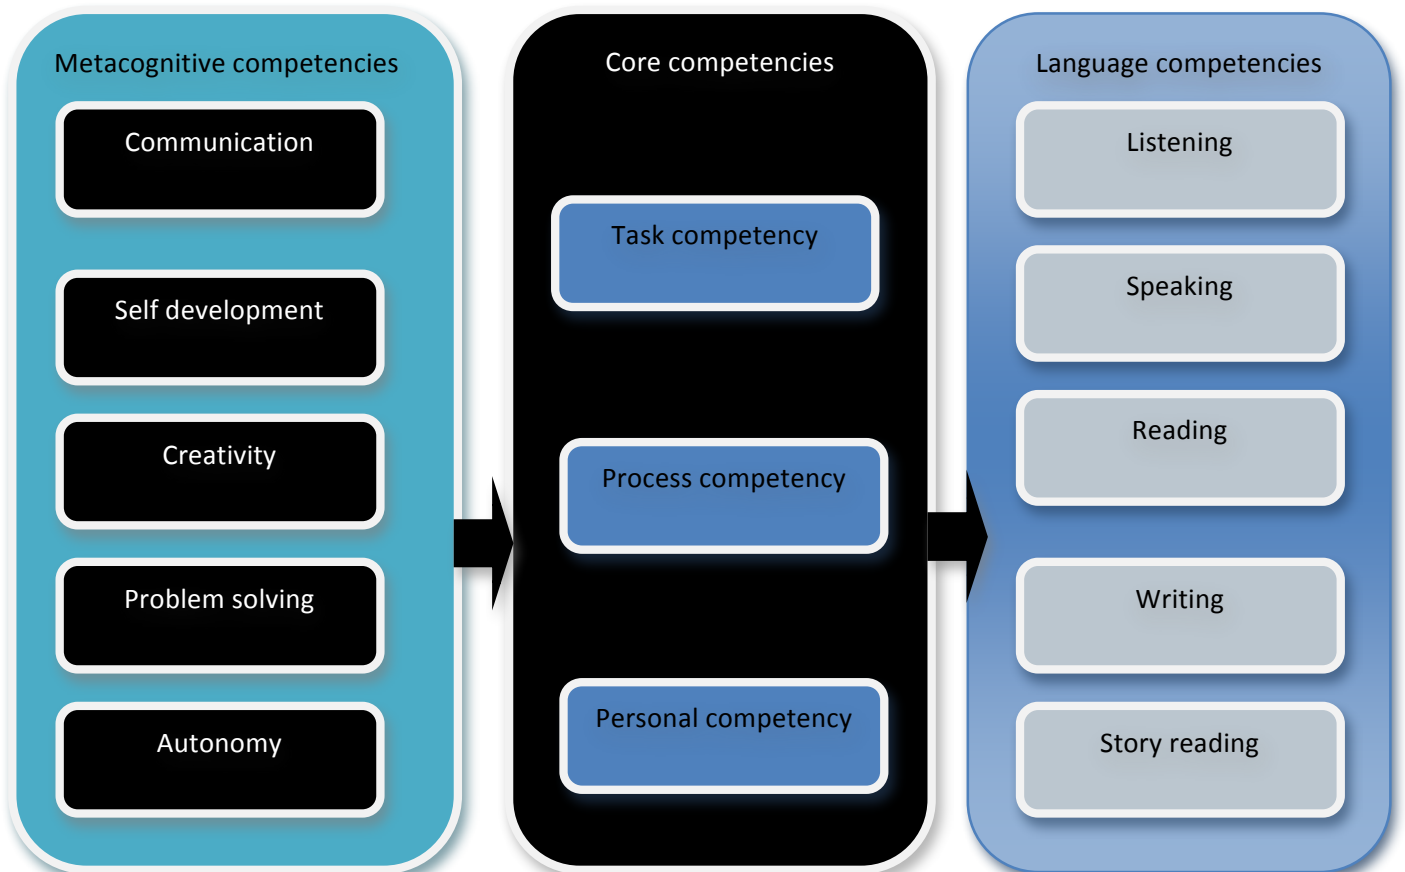 Metacognitive competencies
Communication
Self development
Creativity
Problem solving
Autonomy
Core competencies
Task competency
Process competency
Personal competency
Language competencies
Listening
Speaking
Reading
Writing
Story reading